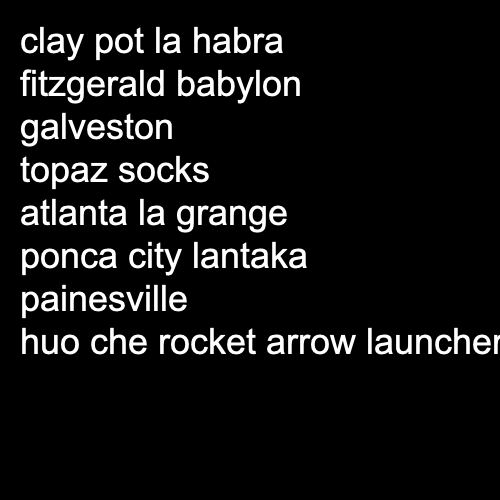 clay pot la habra
fitzgerald babylon
galveston
topaz socks
atlanta la grange
ponca city lantaka
painesville
huo che rocket arrow launcher